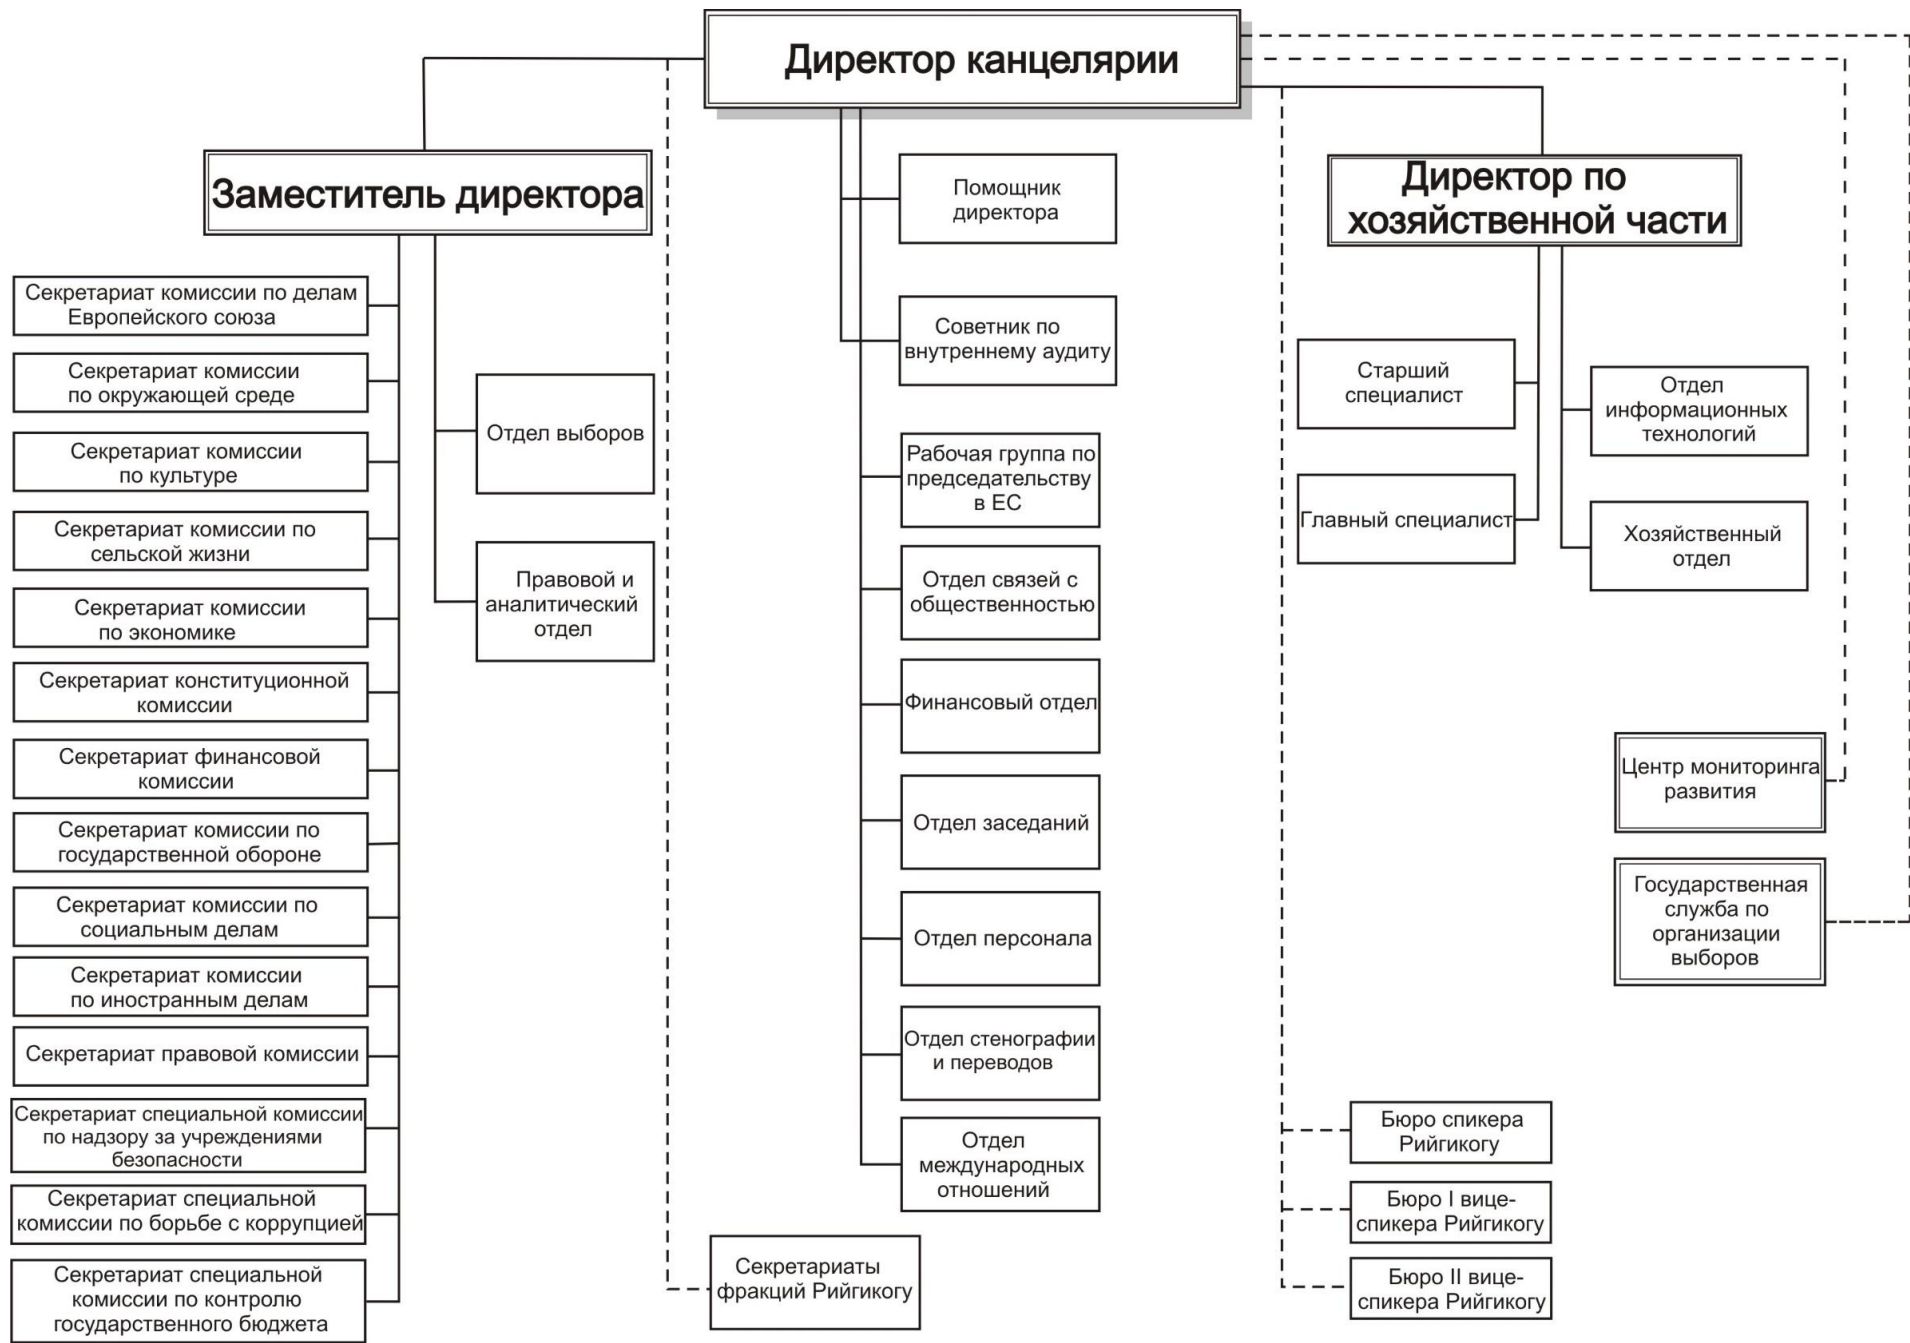 Директор канцелярии
Заместитель директора
Секретариат комиссии по делам
Европейского союза
Секретариат комиссии
по окружающей среде
Секретариат комиссии
по культуре
Секретариат комиссии по
сельской жизни
Секретариат комиссии
по экономике
Секретариат конституционной
комиссии
Секретариат финансовой
комиссии
Секретариат комиссии по
государственной обороне
Секретариат комиссии по
социальным делам
Секретариат комиссии
по иностранным делам
Секретариат правовой комиссии
Секретариат специальной комиссии
по надзору за учреждениями
безопасности
Секретариат специальной
комиссии по борьбе с коррупцией
Секретариат специальной
комиссии по контролю
государственного бюджета
Отдел выборов
Правовой и
аналитический
отдел
Помощник
директора
Советник по
внутреннему аудиту
Рабочая группа по
председательству
в ЕС
Отдел связей с
общественностью
Финансовый отдел
Отдел заседаний
Отдел персонала
Отдел стенографии
и переводов
Отдел
международных
отношений
Секретариаты
фракций Рийгикогу
Директор по
хозяйственной части
Старший
специалист
Главный специалист
Отдел
информационных
технологий
Хозяйственный
отдел
Центр мониторинга
развития
Государственная
служба по
организации
выборов
Бюро спикера
Рийгикогу
Бюро I вице-
спикера Рийгикогу
Бюро II вице-
спикера Рийгикогу